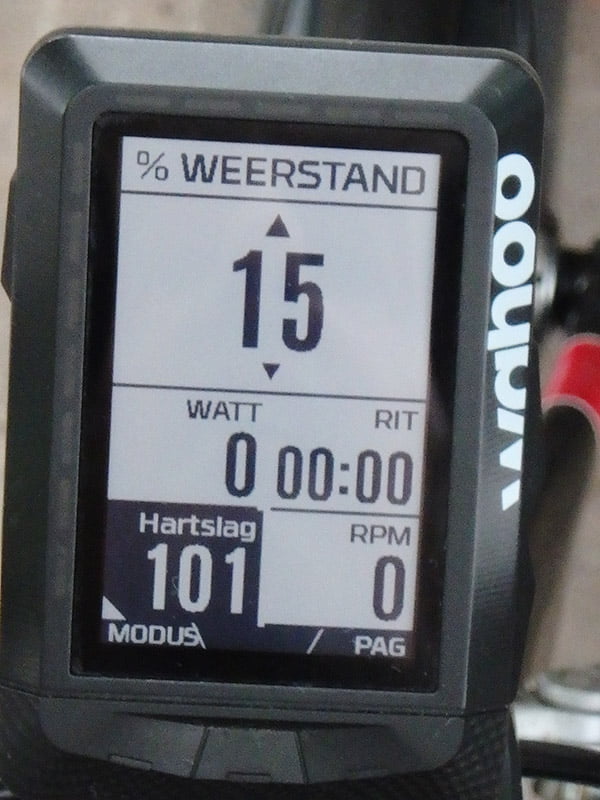 % WEERSTAND
15
WATT
0
RIT
00:00
Hartslag
101
RPM
0
MODUS
PAG
wahoo